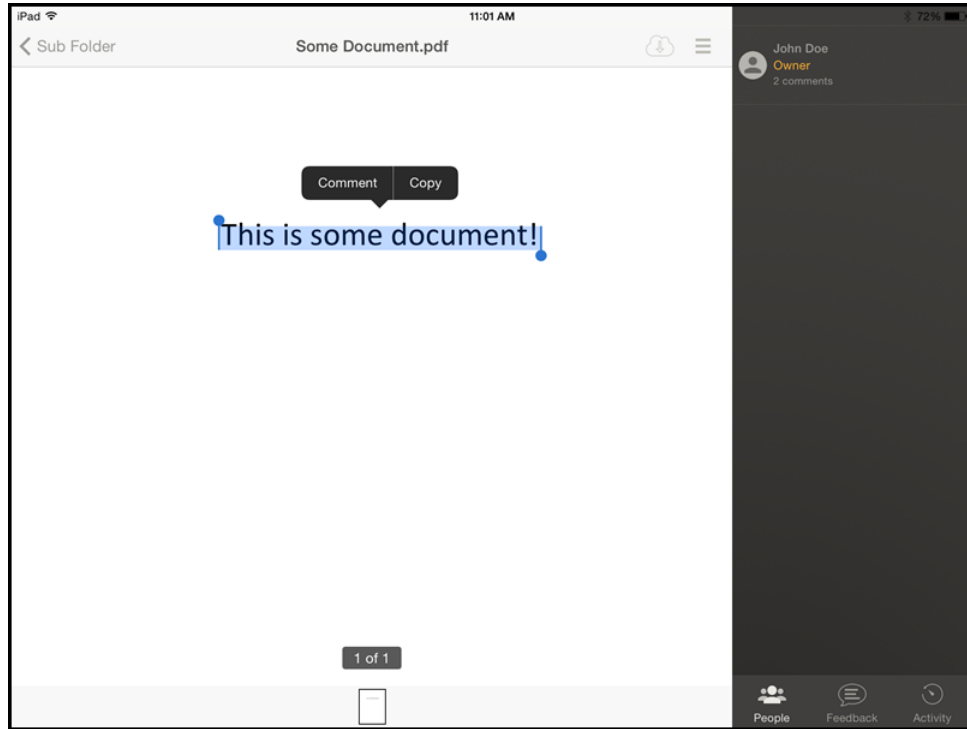 iPad 11:01 AM 72%
Sub Folder Some Document.pdf
John Doe
Owner
2 comments
Comment Copy
This is some document!
1 of 1
People Feedback Activity